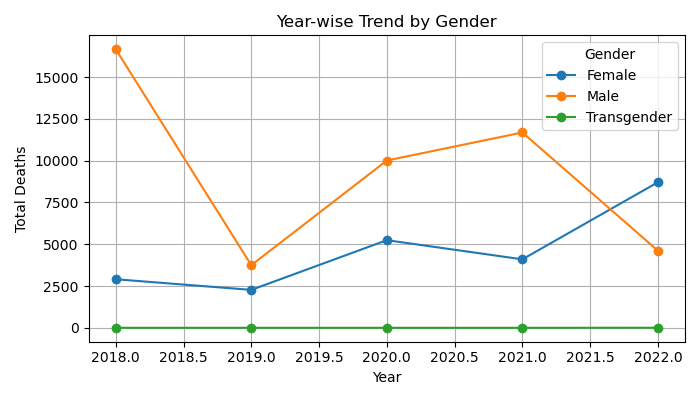 Year-wise Trend by Gender
Gender
Female
Male
Transgender
Total Deaths
15000
12500
10000
7500
5000
2500
0
2018.0 2018.5 2019.0 2019.5 2020.0 2020.5 2021.0 2021.5 2022.0
Year